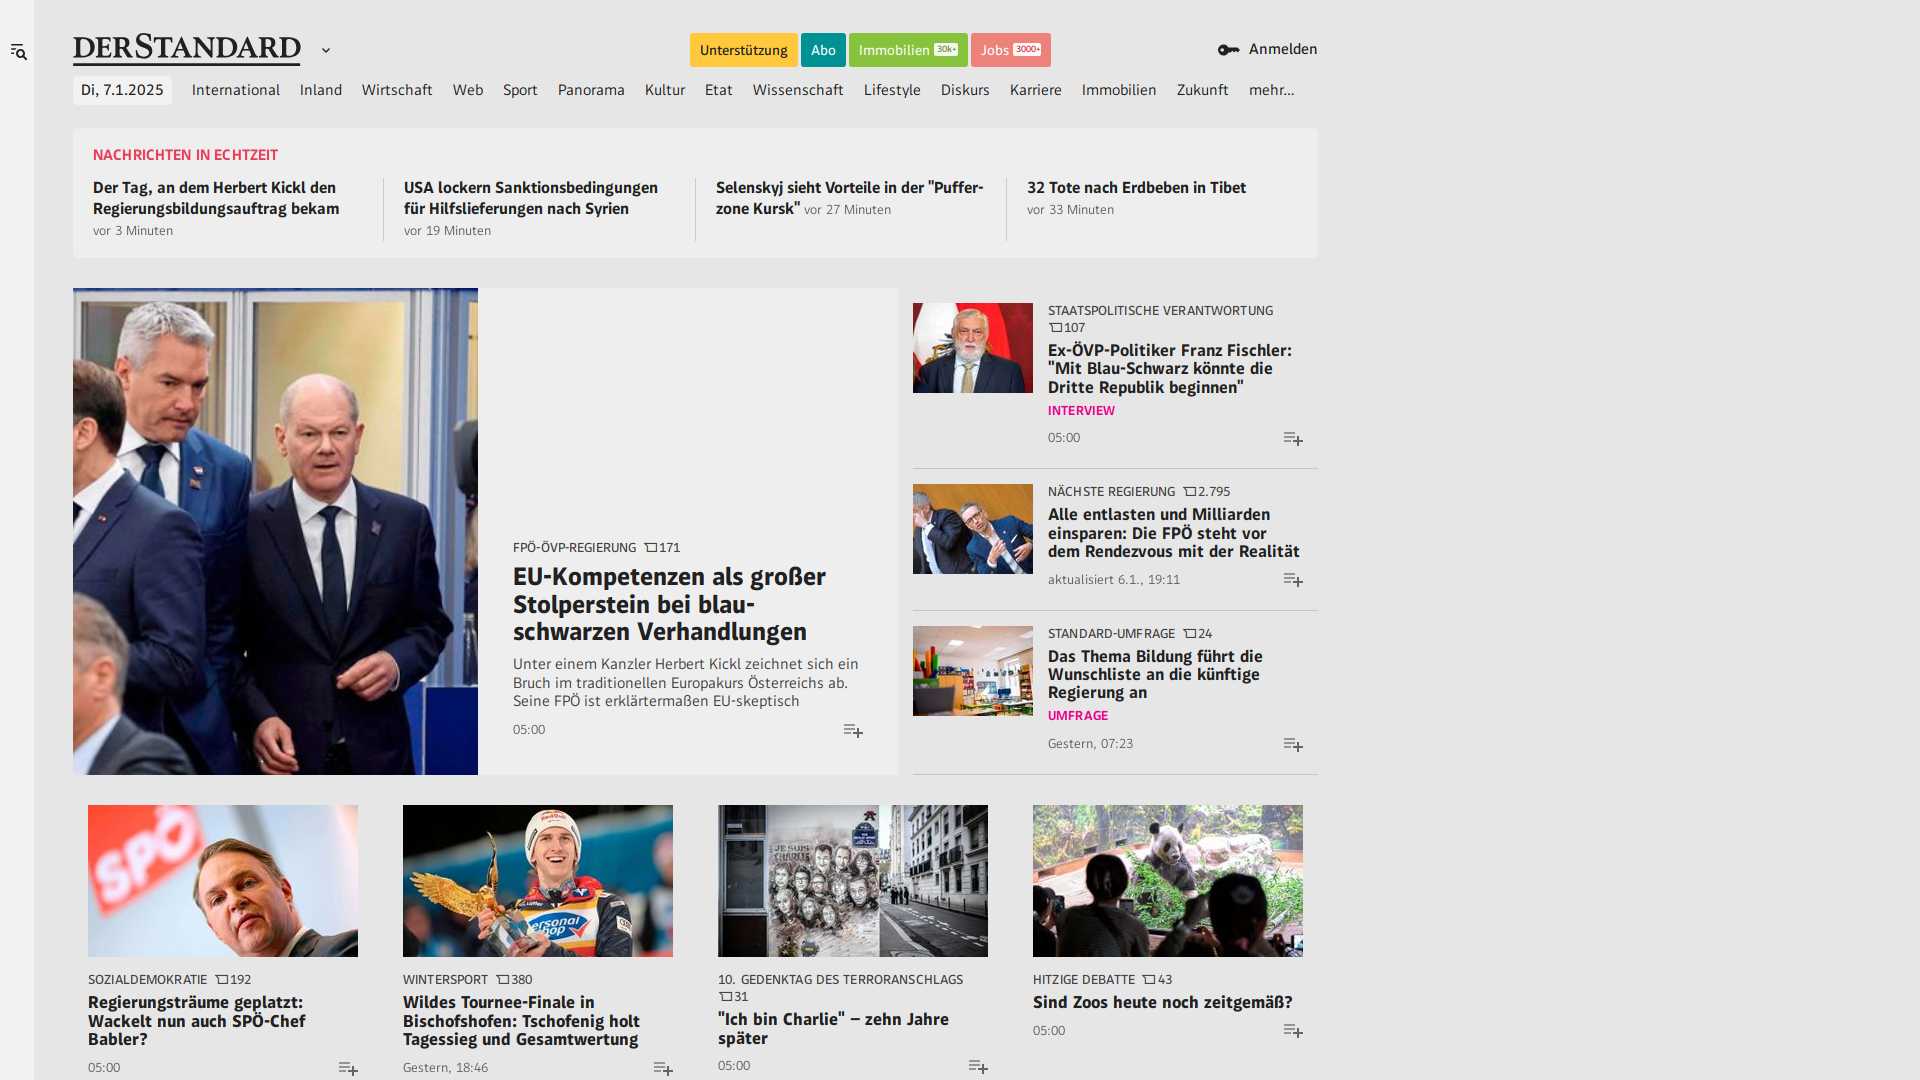 DERSTANDARD
Unterstützung
Abo
Immobilien 30k+
Jobs 3000+
Anmelden
Di, 7.1.2025
International
Inland
Wirtschaft
Web
Sport
Panorama
Kultur
Etat
Wissenschaft
Lifestyle
Diskurs
Karriere
Immobilien
Zukunft
mehr…
NACHRICHTEN IN ECHTZEIT
Der Tag, an dem Herbert Kickl den
Regierungsbildungsauftrag bekam
vor 3 Minuten
USA lockern Sanktionsbedingungen
für Hilfslieferungen nach Syrien
vor 19 Minuten
Selenskyj sieht Vorteile in der "Puffer-
zone Kursk" vor 27 Minuten
32 Tote nach Erdbeben in Tibet
vor 33 Minuten
FPÖ-ÖVP-REGIERUNG 171
EU-Kompetenzen als großer
Stolperstein bei blau-
schwarzen Verhandlungen
Unter einem Kanzler Herbert Kickl zeichnet sich ein
Bruch im traditionellen Europakurs Österreichs ab.
Seine FPÖ ist erklärtermaßen EU-skeptisch
05:00
STAATSPOLITISCHE VERANTWORTUNG
107
Ex-ÖVP-Politiker Franz Fischler:
"Mit Blau-Schwarz könnte die
Dritte Republik beginnen"
INTERVIEW
05:00
NÄCHSTE REGIERUNG 2.795
Alle entlasten und Milliarden
einsparen: Die FPÖ steht vor
dem Rendezvous mit der Realität
aktualisiert 6.1., 19:11
STANDARD-UMFRAGE 24
Das Thema Bildung führt die
Wunschliste an die künftige
Regierung an
UMFRAGE
Gestern, 07:23
SPÖ
SOZIALDEMOKRATIE 192
Regierungsträume geplatzt:
Wackelt nun auch SPÖ-Chef
Babler?
05:00
Red Bull
ersonal
hop
WINTERSPORT 380
Wildes Tournee-Finale in
Bischofshofen: Tschofenig holt
Tagessieg und Gesamtwertung
Gestern, 18:46
JE SUIS
CHARLIE
10. GEDENKTAG DES TERRORANSCHLAGS
31
"Ich bin Charlie" – zehn Jahre
später
05:00
HITZIGE DEBATTE 43
Sind Zoos heute noch zeitgemäß?
05:00